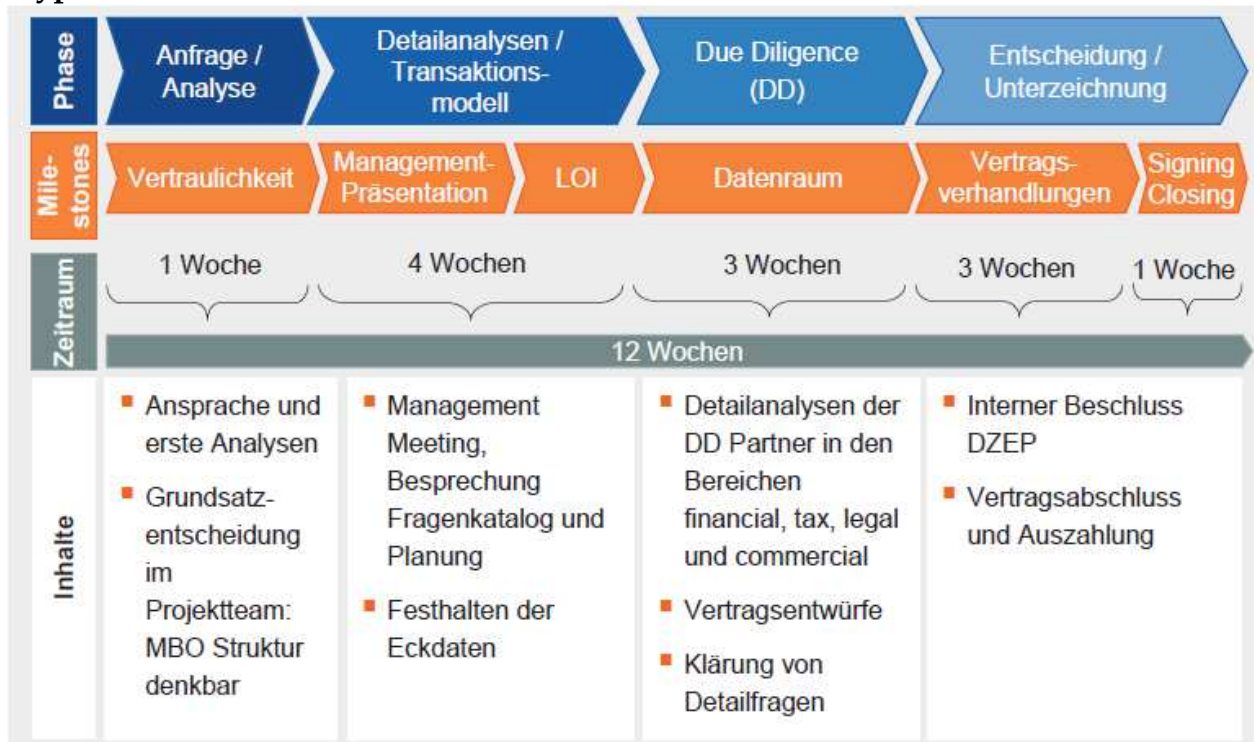 Phase
Anfrage /
Analyse
Detailanalysen /
Transaktions-
modell
Due Diligence
(DD)
Entscheidung /
Unterzeichnung
Mile-
stones
Vertraulichkeit
Management-
Präsentation
LOI
Datenraum
Vertrags-
verhandlungen
Signing
Closing
Zeitraum
1 Woche
4 Wochen
3 Wochen
3 Wochen
1 Woche
12 Wochen
Inhalte
Ansprache und
erste Analysen
Grundsatz-
entscheidung
im
Projektteam:
MBO Struktur
denkbar
Management
Meeting,
Besprechung
Fragenkatalog und
Planung
Festhalten der
Eckdaten
Detailanalysen der
DD Partner in den
Bereichen
financial, tax, legal
und commercial
Vertragsentwürfe
Klärung von
Detailfragen
Interner Beschluss
DZEP
Vertragsabschluss
und Auszahlung